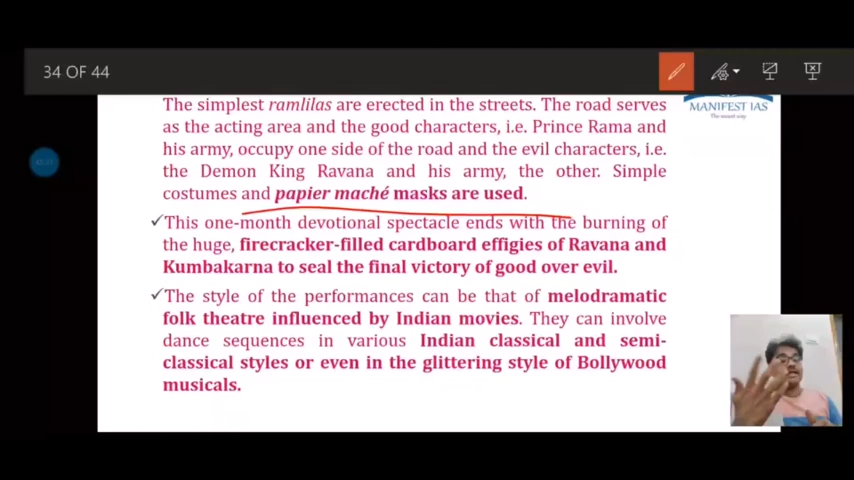 34 OF 44
MANIFEST IAS
The simplest ramlilas are erected in the streets. The road serves
as the acting area and the good characters, i.e. Prince Rama and
his army, occupy one side of the road and the evil characters, i.e.
the Demon King Ravana and his army, the other. Simple
costumes and papier maché masks are used.
✓This one-month devotional spectacle ends with the burning of
the huge, firecracker-filled cardboard effigies of Ravana and
Kumbakarna to seal the final victory of good over evil.
✓The style of the performances can be that of melodramatic
folk theatre influenced by Indian movies. They can involve
dance sequences in various Indian classical and semi-
classical styles or even in the glittering style of Bollywood
musicals.